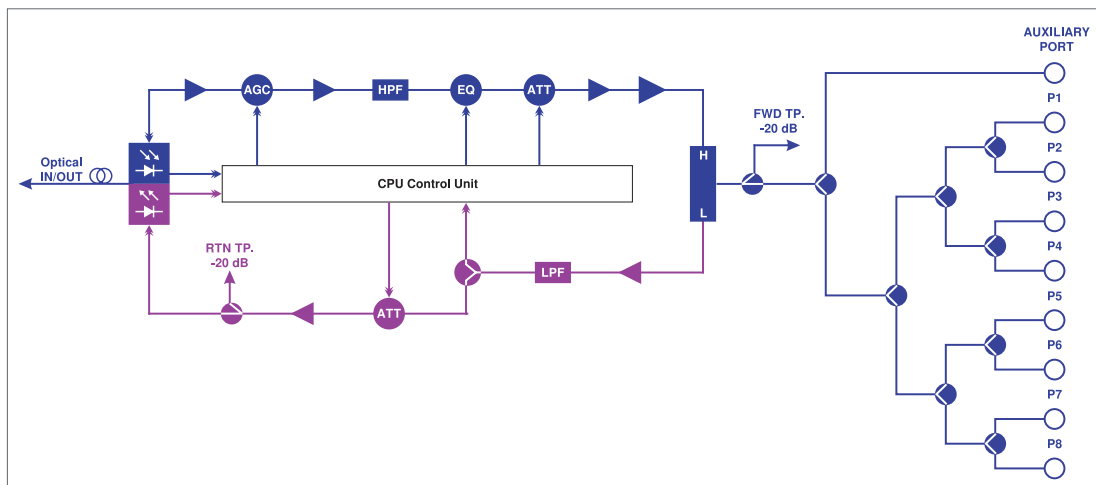 AUXILIARY
PORT
AGC
HPF
EQ
ATT
P1
FWD TP.
-20 dB
P2
Optical
IN/OUT
H
CPU Control Unit
P3
L
RTN TP.
-20 dB
P4
LPF
ATT
P5
P6
P7
P8